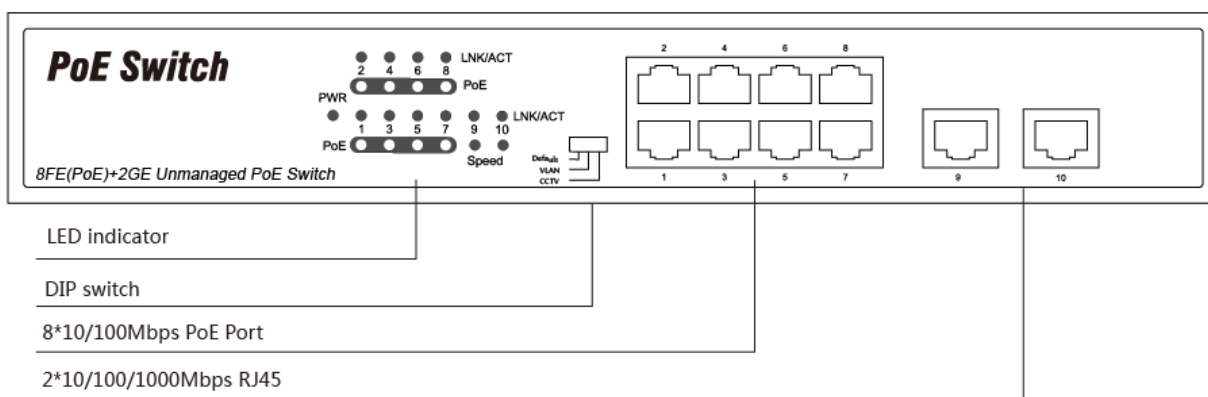 PoE Switch
LNK/ACT
2 4 6 8
PoE
PWR
LNK/ACT
1 3 5 7 9 10
PoE
Speed
8FE(PoE)+2GE Unmanaged PoE Switch
Default
VLAN
CCTV
2 4 6 8
1 3 5 7 9 10
LED indicator
DIP switch
8*10/100Mbps PoE Port
2*10/100/1000Mbps RJ45